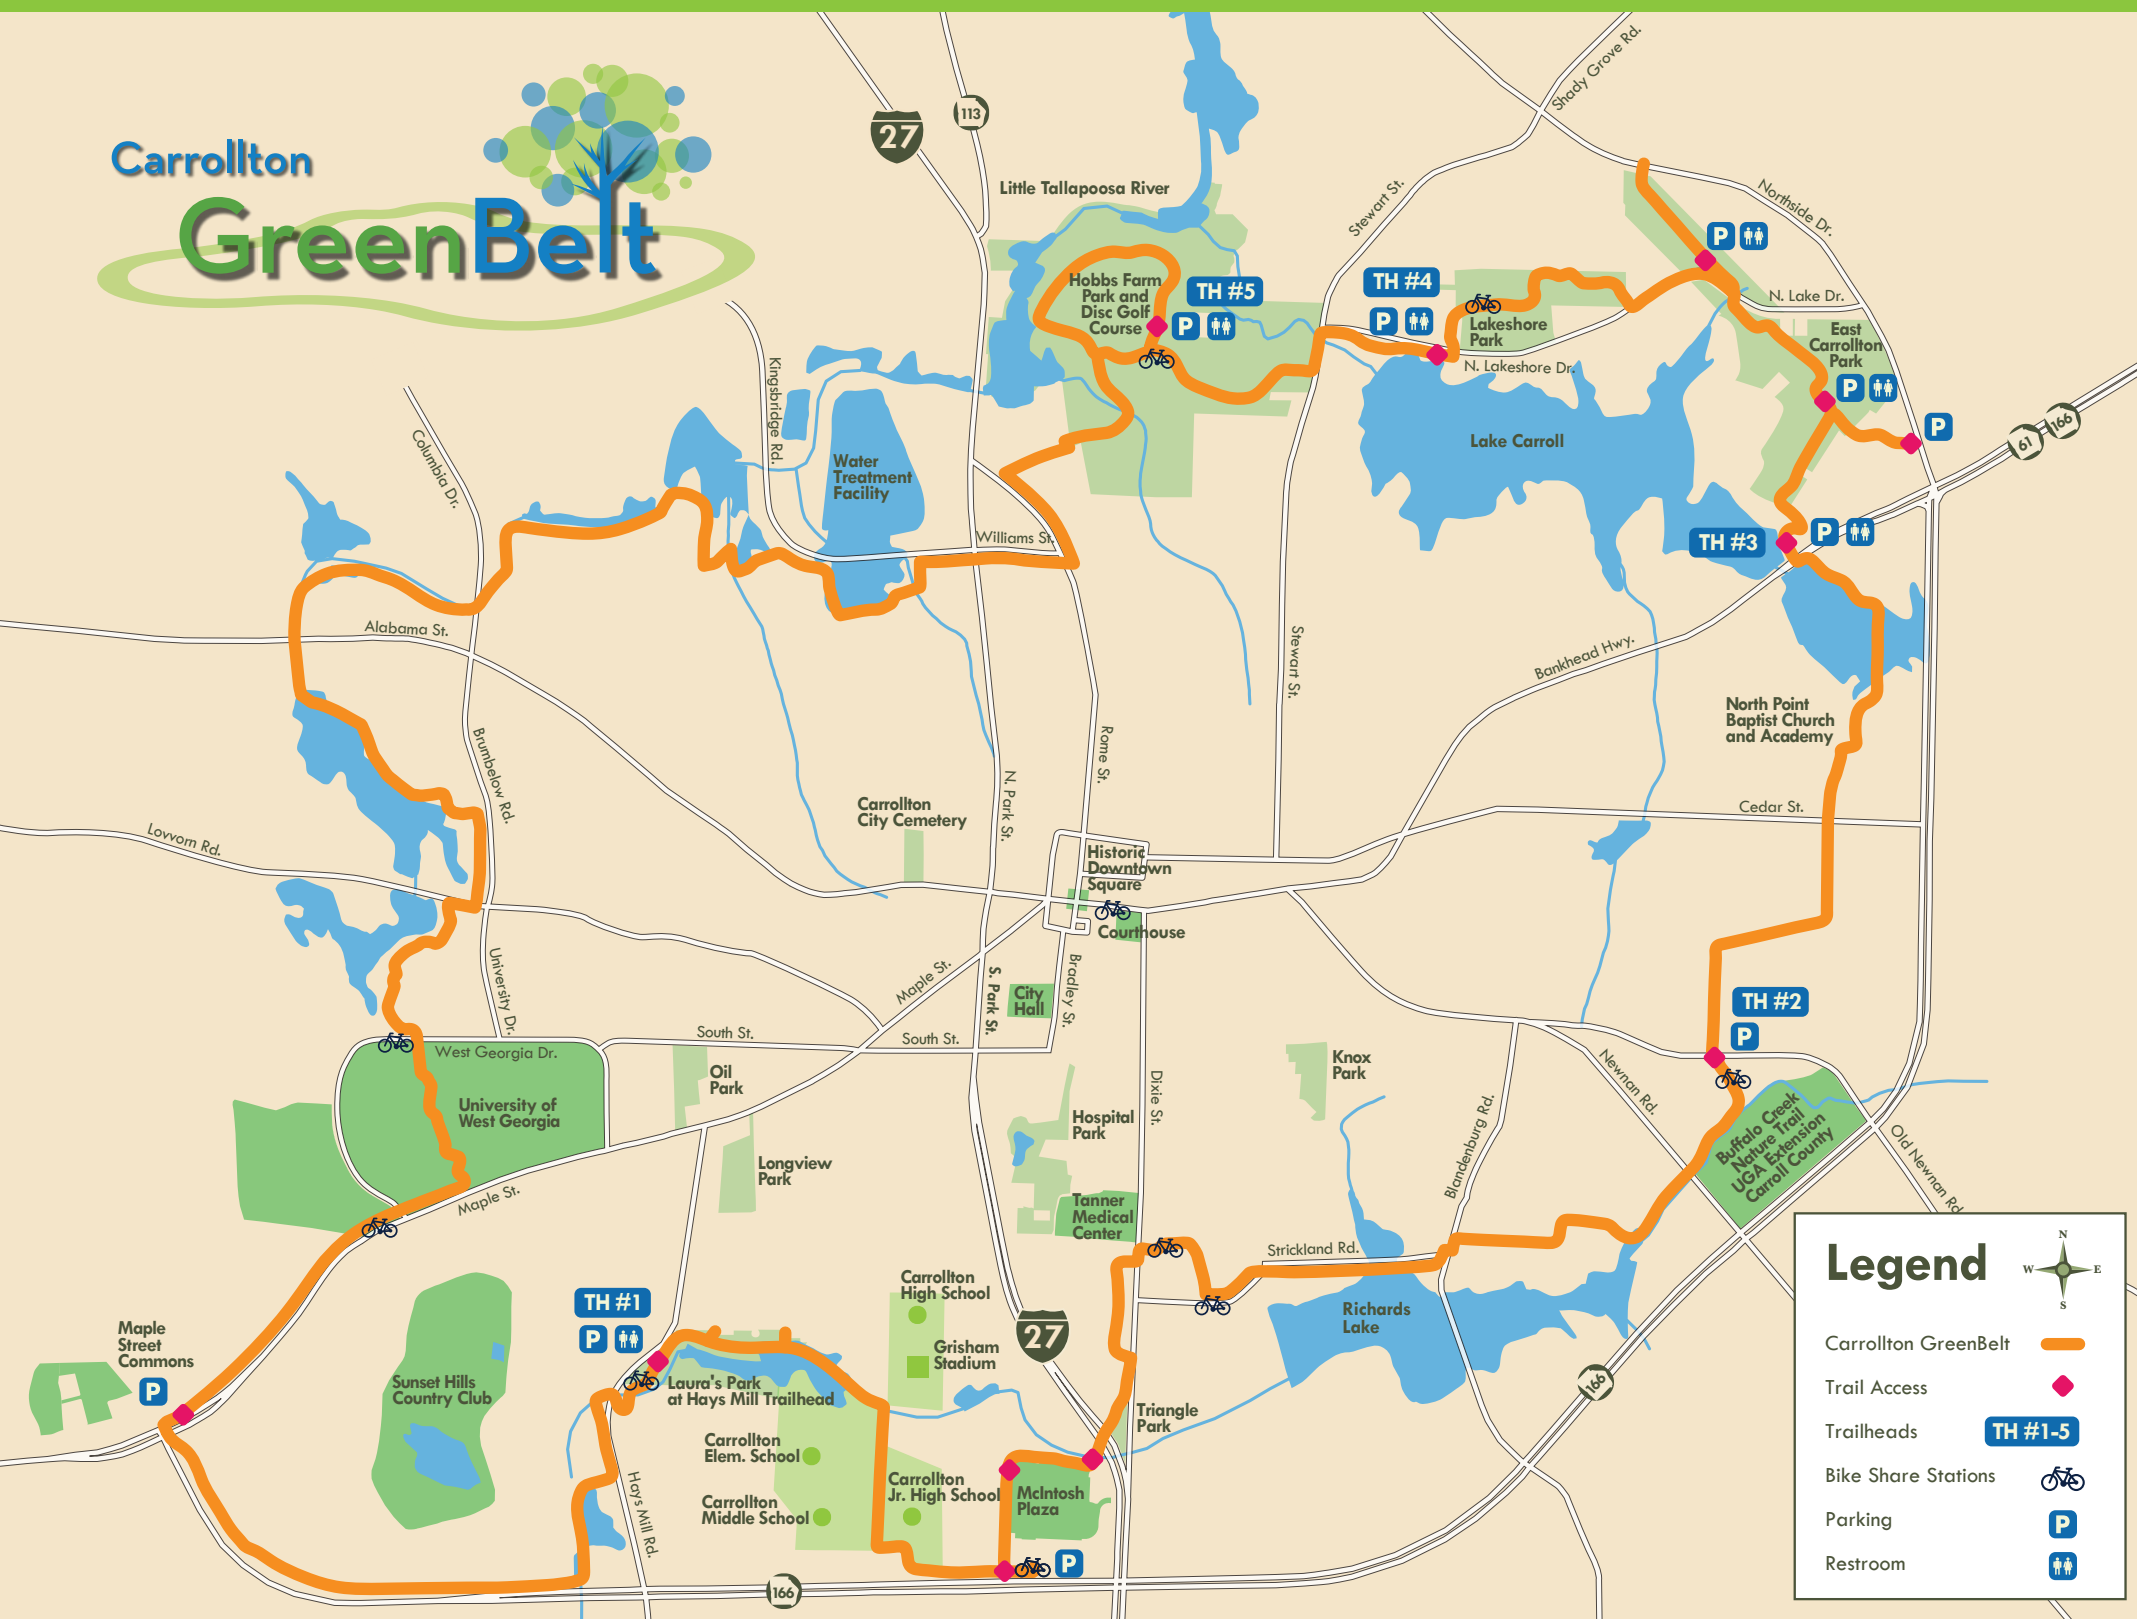 Carrollton
GreenBelt
27
113
Little Tallapoosa River
Shady Grove Rd.
Stewart St.
Northside Dr.
P
Hobbs Farm
Park and
Disc Golf
Course
TH #5
P
TH #4
P
Lakeshore
Park
N. Lakeshore Dr.
N. Lake Dr.
East
Carrollton
Park
P
P
61
166
Kingsbridge Rd.
Columbia Dr.
Water
Treatment
Facility
Lake Carroll
Williams St.
TH #3
P
Alabama St.
Stewart St.
Bankhead Hwy.
North Point
Baptist Church
and Academy
Brumbelow Rd.
Rome St.
N. Park St.
Carrollton
City Cemetery
Cedar St.
Lovvorn Rd.
Historic
Downtown
Square
Courthouse
University Dr.
Maple St.
S. Park St.
Bradley St.
City
Hall
TH #2
P
South St.
South St.
West Georgia Dr.
Oil
Park
Knox
Park
Dixie St.
Newnan Rd.
University of
West Georgia
Hospital
Park
Blandenburg Rd.
Buffalo Creek
Nature Trail
UGA Extension
Carroll County
Old Newnan Rd.
Longview
Park
Maple St.
Tanner
Medical
Center
Strickland Rd.
Carrollton
High School
TH #1
P
Richards
Lake
27
Maple
Street
Commons
P
Grisham
Stadium
Sunset Hills
Country Club
Laura's Park
at Hays Mill Trailhead
166
Triangle
Park
Carrollton
Elem. School
Hays Mill Rd.
Carrollton
Jr. High School
McIntosh
Plaza
Carrollton
Middle School
P
166
Legend
N
W
E
S
Carrollton GreenBelt
Trail Access
Trailheads
TH #1-5
Bike Share Stations
Parking
P
Restroom